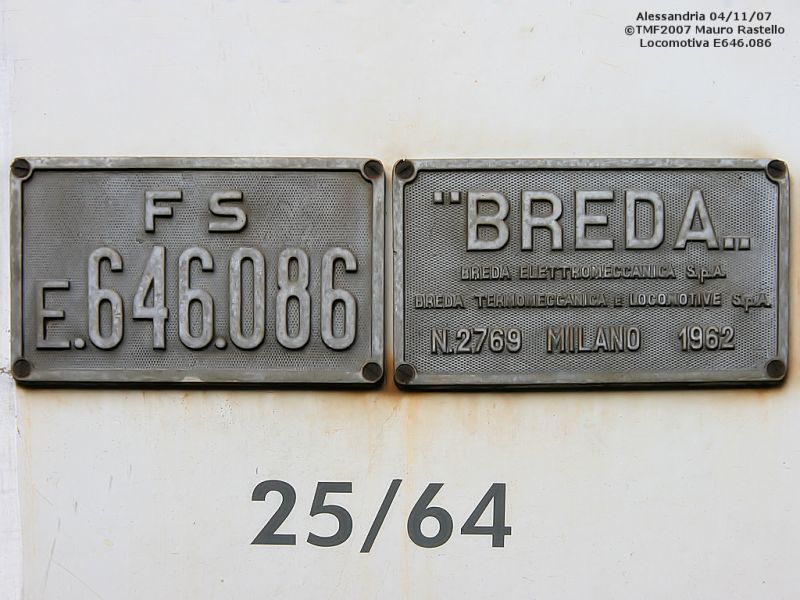 Alessandria 04/11/07
©TMF2007 Mauro Rastello
Locomotiva E646.086
FS
E.646.086
"BREDA„
BREDA ELETTROMECCANICA S.p.A.
BREDA TERMOMECCANICA E LOCOMOTIVE S.p.A.
N.2769 MILANO 1962
25/64